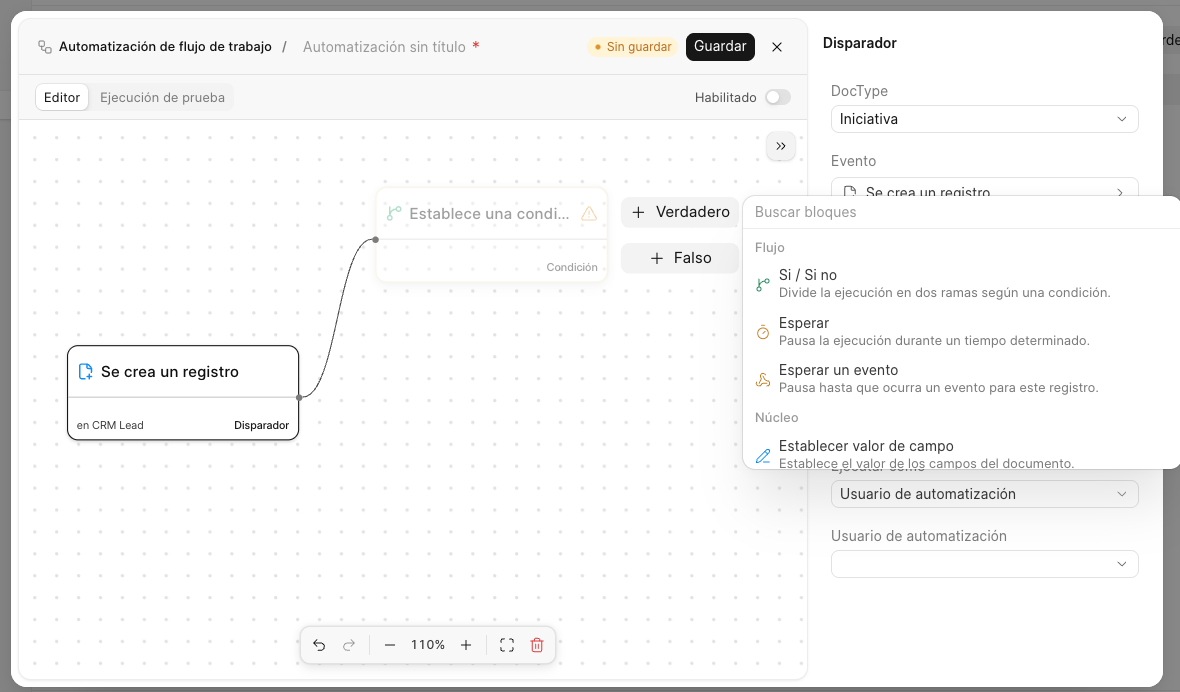 Automatización de flujo de trabajo / Automatización sin título *
Sin guardar
Guardar
Editor
Ejecución de prueba
Habilitado
Establece una condi...
Condición
Verdadero
Falso
Se crea un registro
en CRM Lead
Disparador
110%
Disparador
DocType
Iniciativa
Evento
Se crea un registro
Buscar bloques
Flujo
Si / Si no
Divide la ejecución en dos ramas según una condición.
Esperar
Pausa la ejecución durante un tiempo determinado.
Esperar un evento
Pausa hasta que ocurra un evento para este registro.
Núcleo
Establecer valor de campo
Establece el valor de los campos del documento.
Usuario de automatización
Usuario de automatización